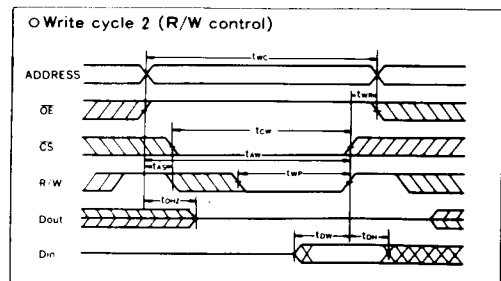 ○ Write cycle 2 (R/W control)
tWC
ADDRESS
tWR
OE
tCW
CS
tAW
tAS
tWP
R/W
tOHZ
Dout
tDW
tDH
Din